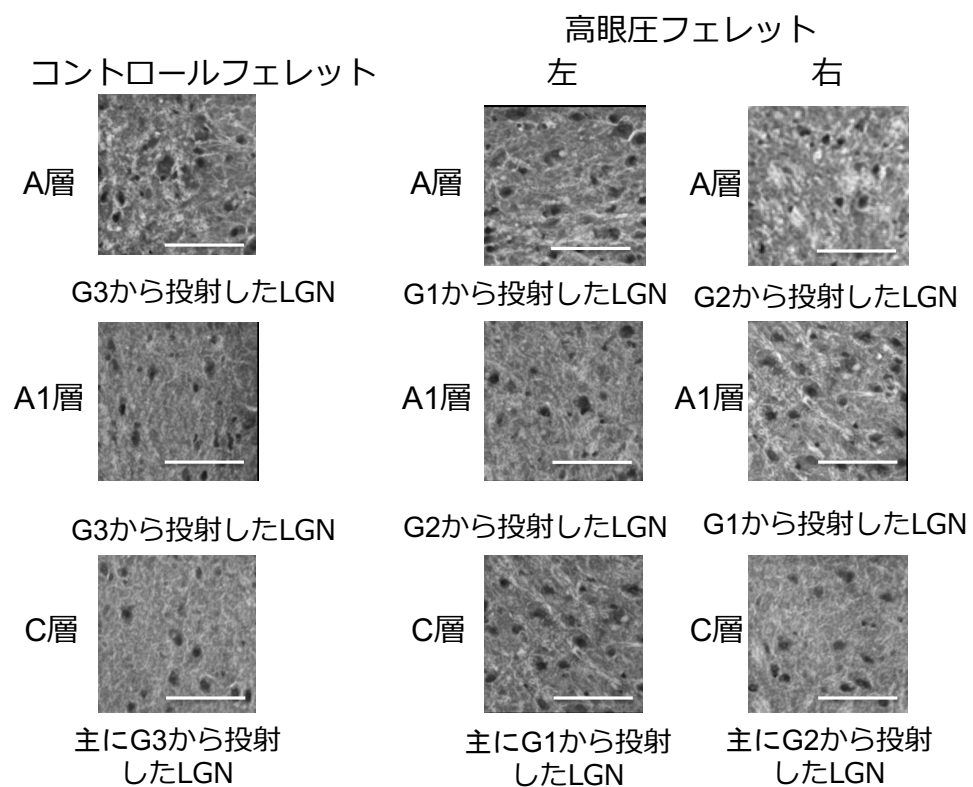 高眼圧フェレット
コントロールフェレット
左
右
A層
A層
A層
G3から投射したLGN
G1から投射したLGN
G2から投射したLGN
A1層
A1層
A1層
G3から投射したLGN
G2から投射したLGN
G1から投射したLGN
C層
C層
C層
主にG3から投射
したLGN
主にG1から投射
したLGN
主にG2から投射
したLGN